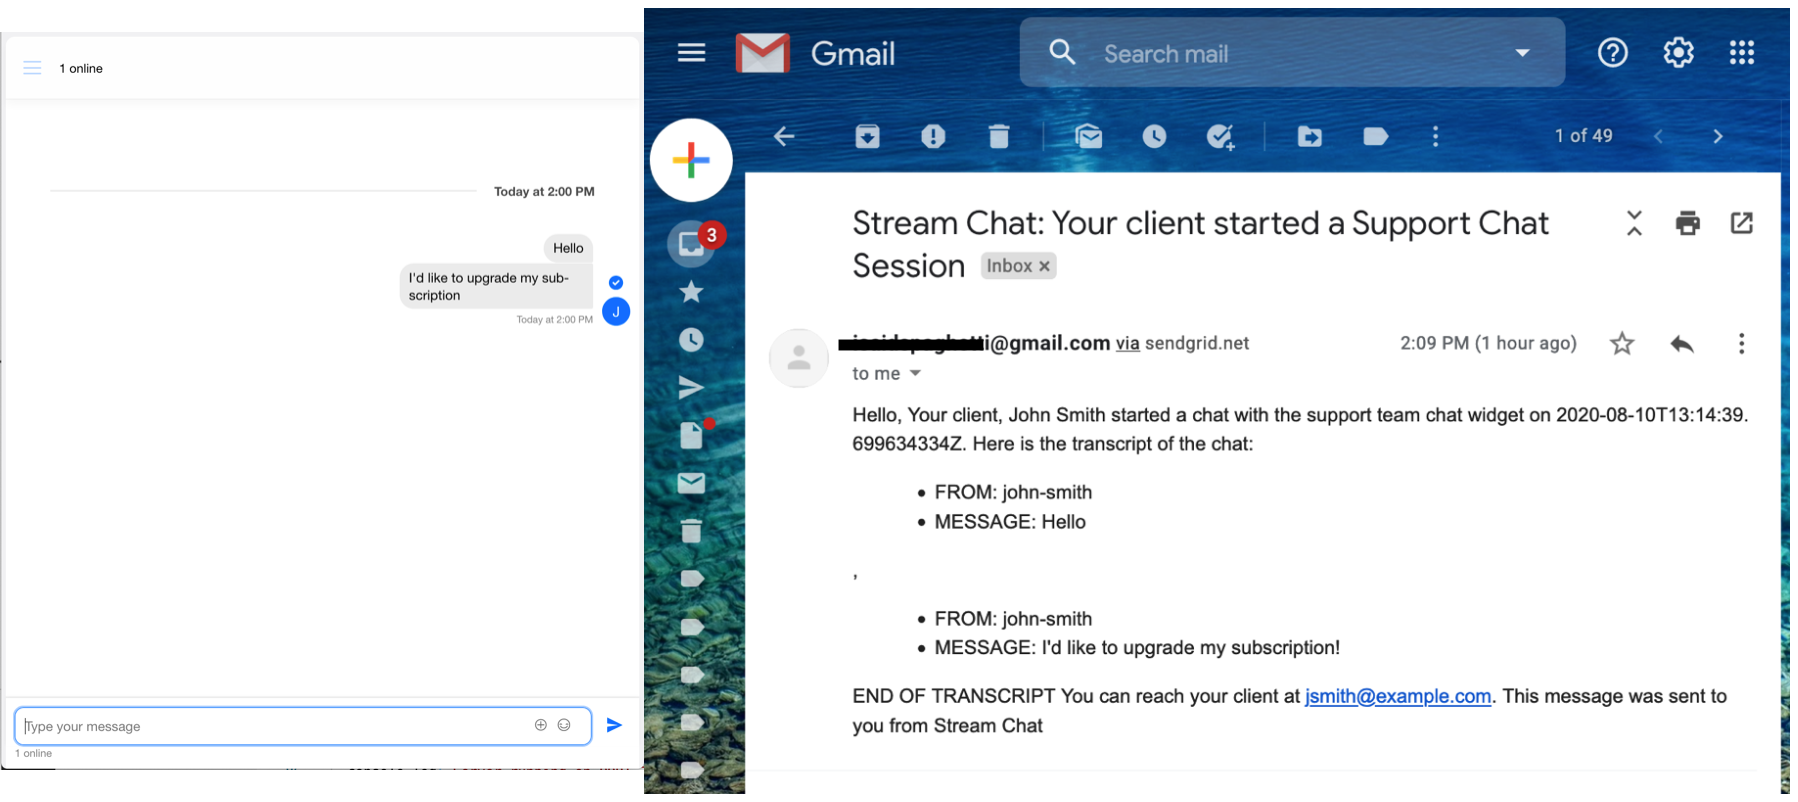 1 online
Today at 2:00 PM
Hello
I'd like to upgrade my sub-
scription
Today at 2:00 PM
J
Type your message
1 online
Gmail
Search mail
1 of 49
3
Stream Chat: Your client started a Support Chat
Session Inbox ×
i@gmail.com via sendgrid.net
2:09 PM (1 hour ago)
to me
Hello, Your client, John Smith started a chat with the support team chat widget on 2020-08-10T13:14:39.
699634334Z. Here is the transcript of the chat:
• FROM: john-smith
• MESSAGE: Hello
,
• FROM: john-smith
• MESSAGE: I'd like to upgrade my subscription!
END OF TRANSCRIPT You can reach your client at jsmith@example.com. This message was sent to
you from Stream Chat